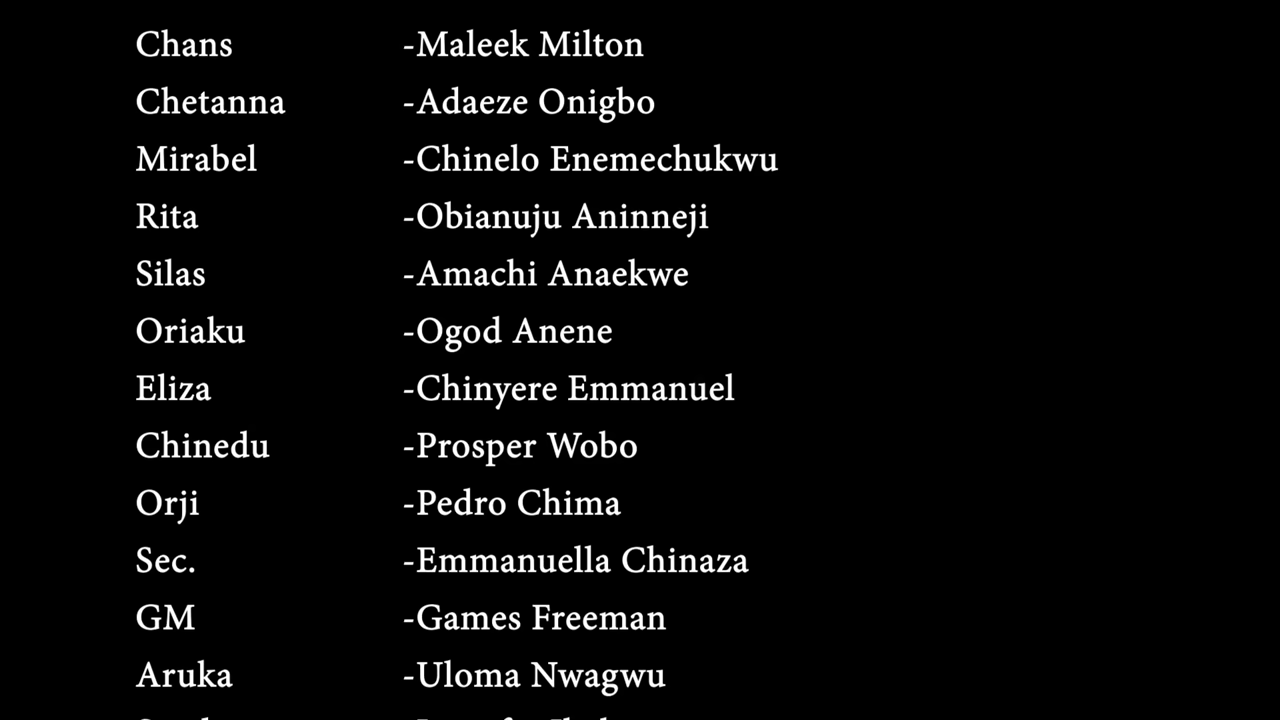 Chans -Maleek Milton
Chetanna -Adaeze Onigbo
Mirabel -Chinelo Enemechukwu
Rita -Obianuju Aninneji
Silas -Amachi Anaekwe
Oriaku -Ogod Anene
Eliza -Chinyere Emmanuel
Chinedu -Prosper Wobo
Orji -Pedro Chima
Sec. -Emmanuella Chinaza
GM -Games Freeman
Aruka -Uloma Nwagwu